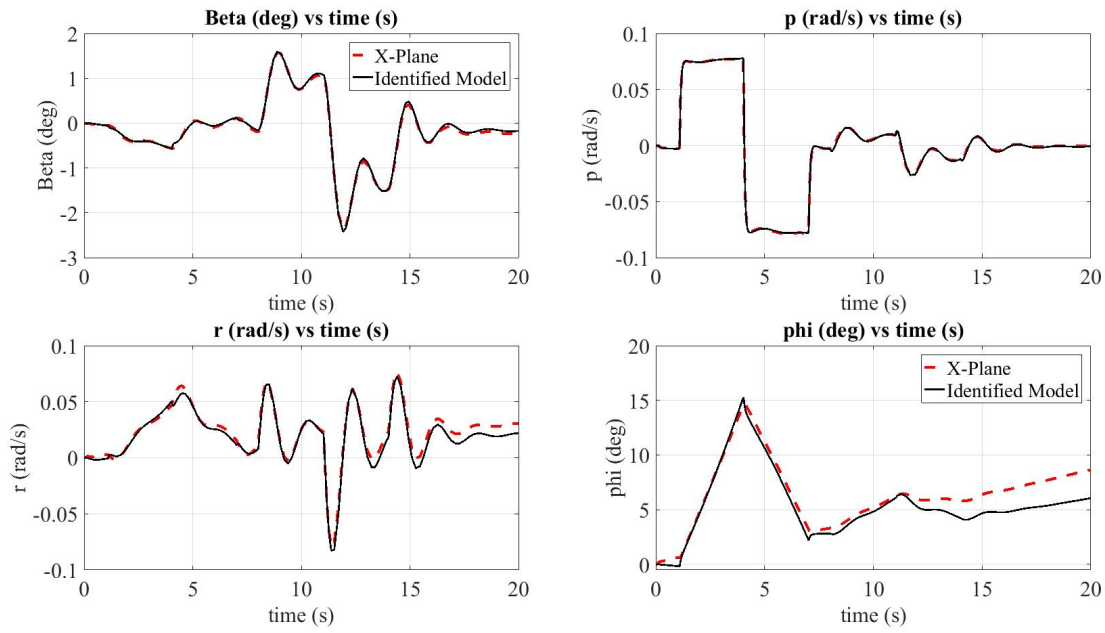 Beta (deg) vs time (s)
2
1
0
-1
-2
-3
Beta (deg)
X-Plane
Identified Model
0
5
10
15
20
time (s)
p (rad/s) vs time (s)
0.1
0.05
0
-0.05
-0.1
p (rad/s)
0
5
10
15
20
time (s)
r (rad/s) vs time (s)
0.1
0.05
0
-0.05
-0.1
r (rad/s)
0
5
10
15
20
time (s)
phi (deg) vs time (s)
20
15
10
5
0
phi (deg)
X-Plane
Identified Model
0
5
10
15
20
time (s)